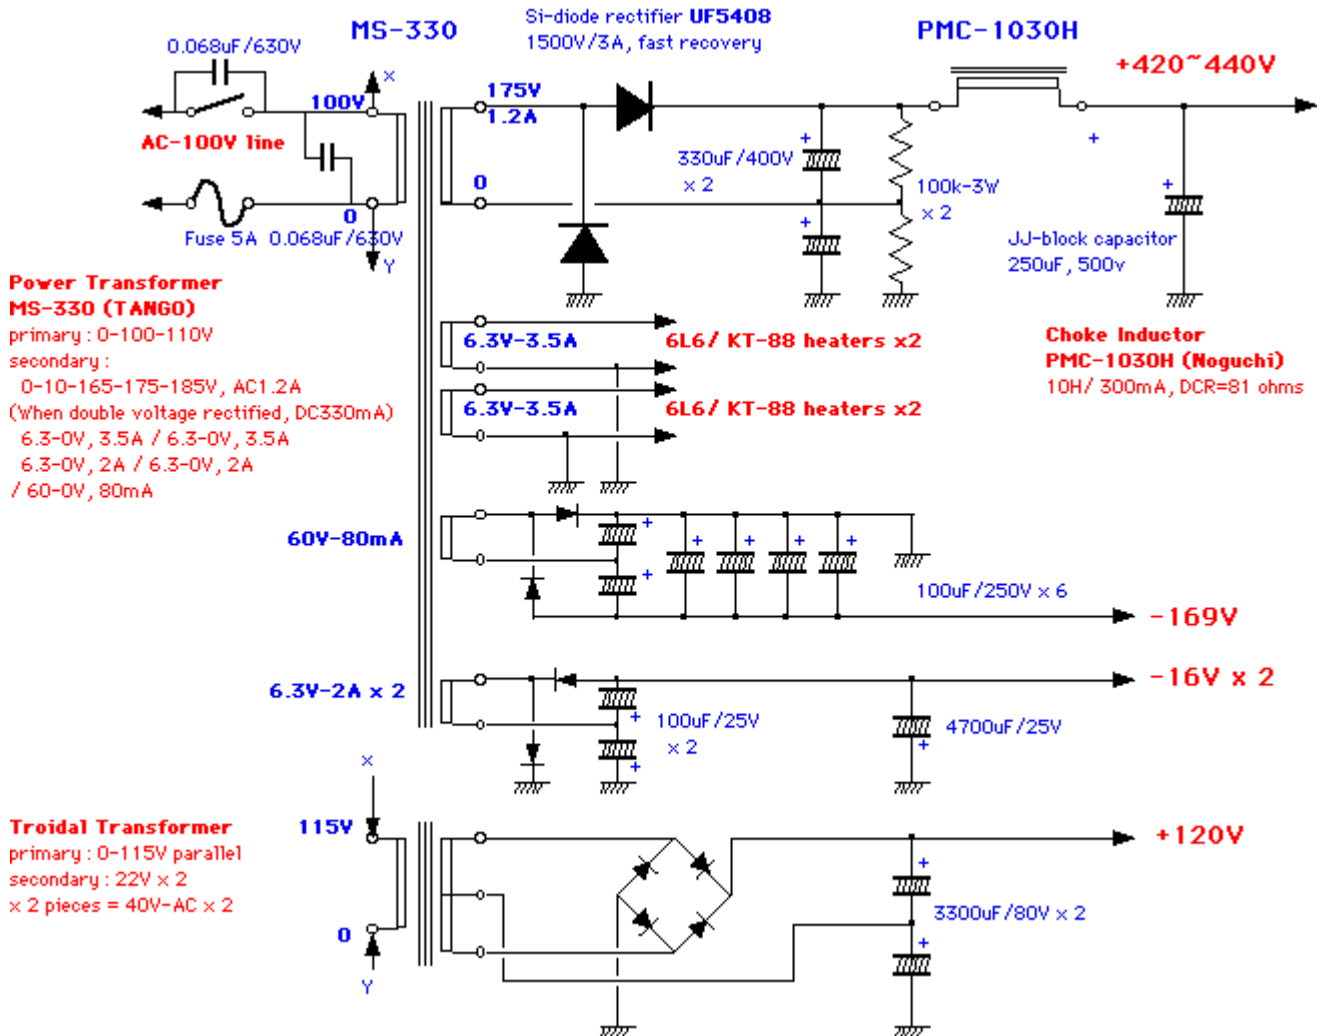 MS-330
Si-diode rectifier UF5408
1500V/3A, fast recovery
PMC-1030H
0.068uF/630V
X
100V
175V
1.2A
+420~440V
AC-100V line
+
330uF/400V
x 2
+
100k-3W
x 2
+
+
0
0
Fuse 5A 0.068uF/630V
Y
JJ-block capacitor
250uF, 500v
Power Transformer
MS-330 (TANGO)
primary : 0-100-110V
secondary :
0-10-165-175-185V, AC1.2A
(When double voltage rectified, DC330mA)
6.3-0V, 3.5A / 6.3-0V, 3.5A
6.3-0V, 2A / 6.3-0V, 2A
/ 60-0V, 80mA
6.3V-3.5A
6L6/ KT-88 heaters x2
6.3V-3.5A
6L6/ KT-88 heaters x2
Choke Inductor
PMC-1030H (Noguchi)
10H/ 300mA, DCR=81 ohms
60V-80mA
+
+
+
+
+
+
100uF/250V x 6
-169V
6.3V-2A x 2
+
+
100uF/25V
x 2
4700uF/25V
+
-16V x 2
X
Troidal Transformer
primary : 0-115V parallel
secondary : 22V x 2
x 2 pieces = 40V-AC x 2
115V
0
Y
+120V
+
3300uF/80V x 2
+